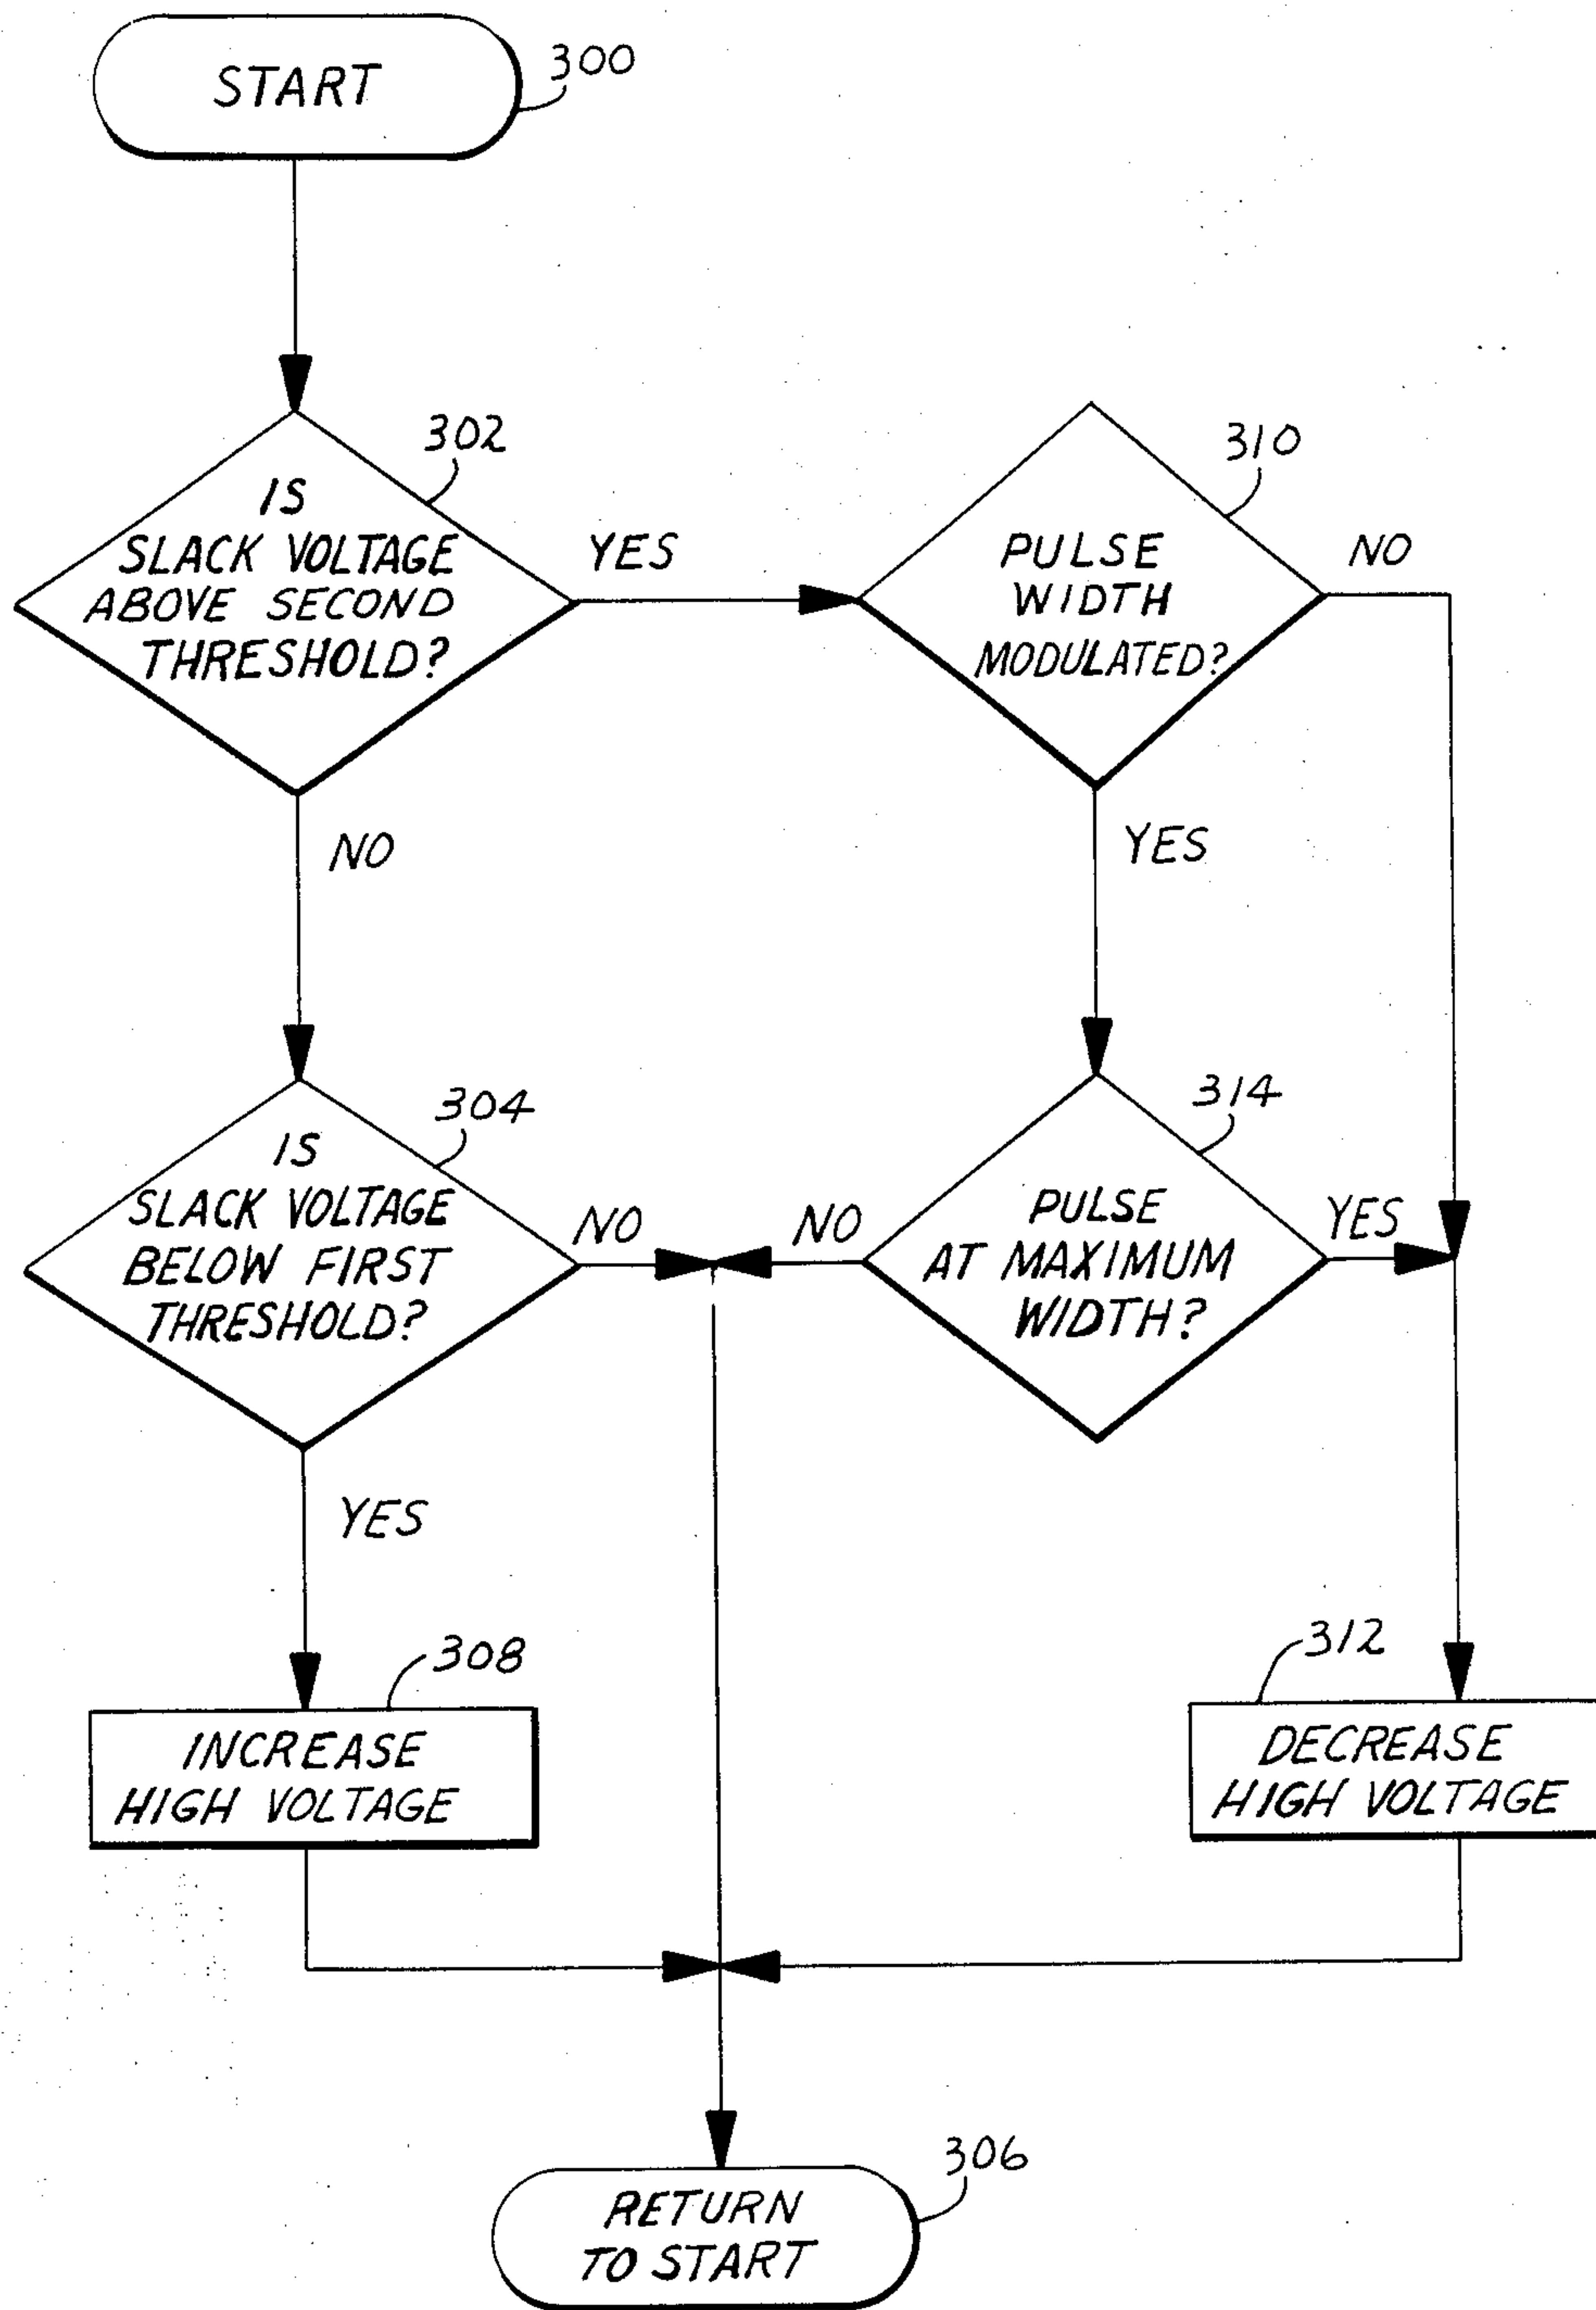 START
300
302
IS
SLACK VOLTAGE
ABOVE SECOND
THRESHOLD?
YES
310
PULSE
WIDTH
MODULATED?
NO
NO
YES
304
IS
SLACK VOLTAGE
BELOW FIRST
THRESHOLD?
NO
NO
314
PULSE
AT MAXIMUM
WIDTH?
YES
YES
308
INCREASE
HIGH VOLTAGE
312
DECREASE
HIGH VOLTAGE
306
RETURN
TO START